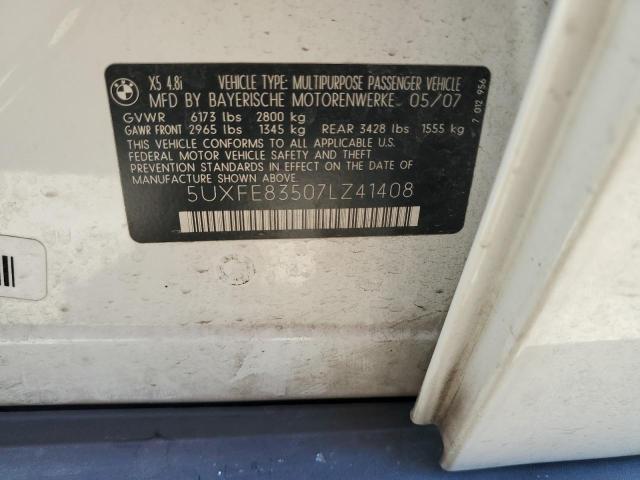 BMW
X5 4.8i VEHICLE TYPE: MULTIPURPOSE PASSENGER VEHICLE
MFD BY BAYERISCHE MOTORENWERKE 05/07
GVWR 6173 lbs 2800 kg
GAWR FRONT 2965 lbs 1345 kg REAR 3428 lbs 1555 kg
THIS VEHICLE CONFORMS TO ALL APPLICABLE U.S.
FEDERAL MOTOR VEHICLE SAFETY AND THEFT
PREVENTION STANDARDS IN EFFECT ON THE DATE OF
MANUFACTURE SHOWN ABOVE.
5UXFE83507LZ41408
7 012 956